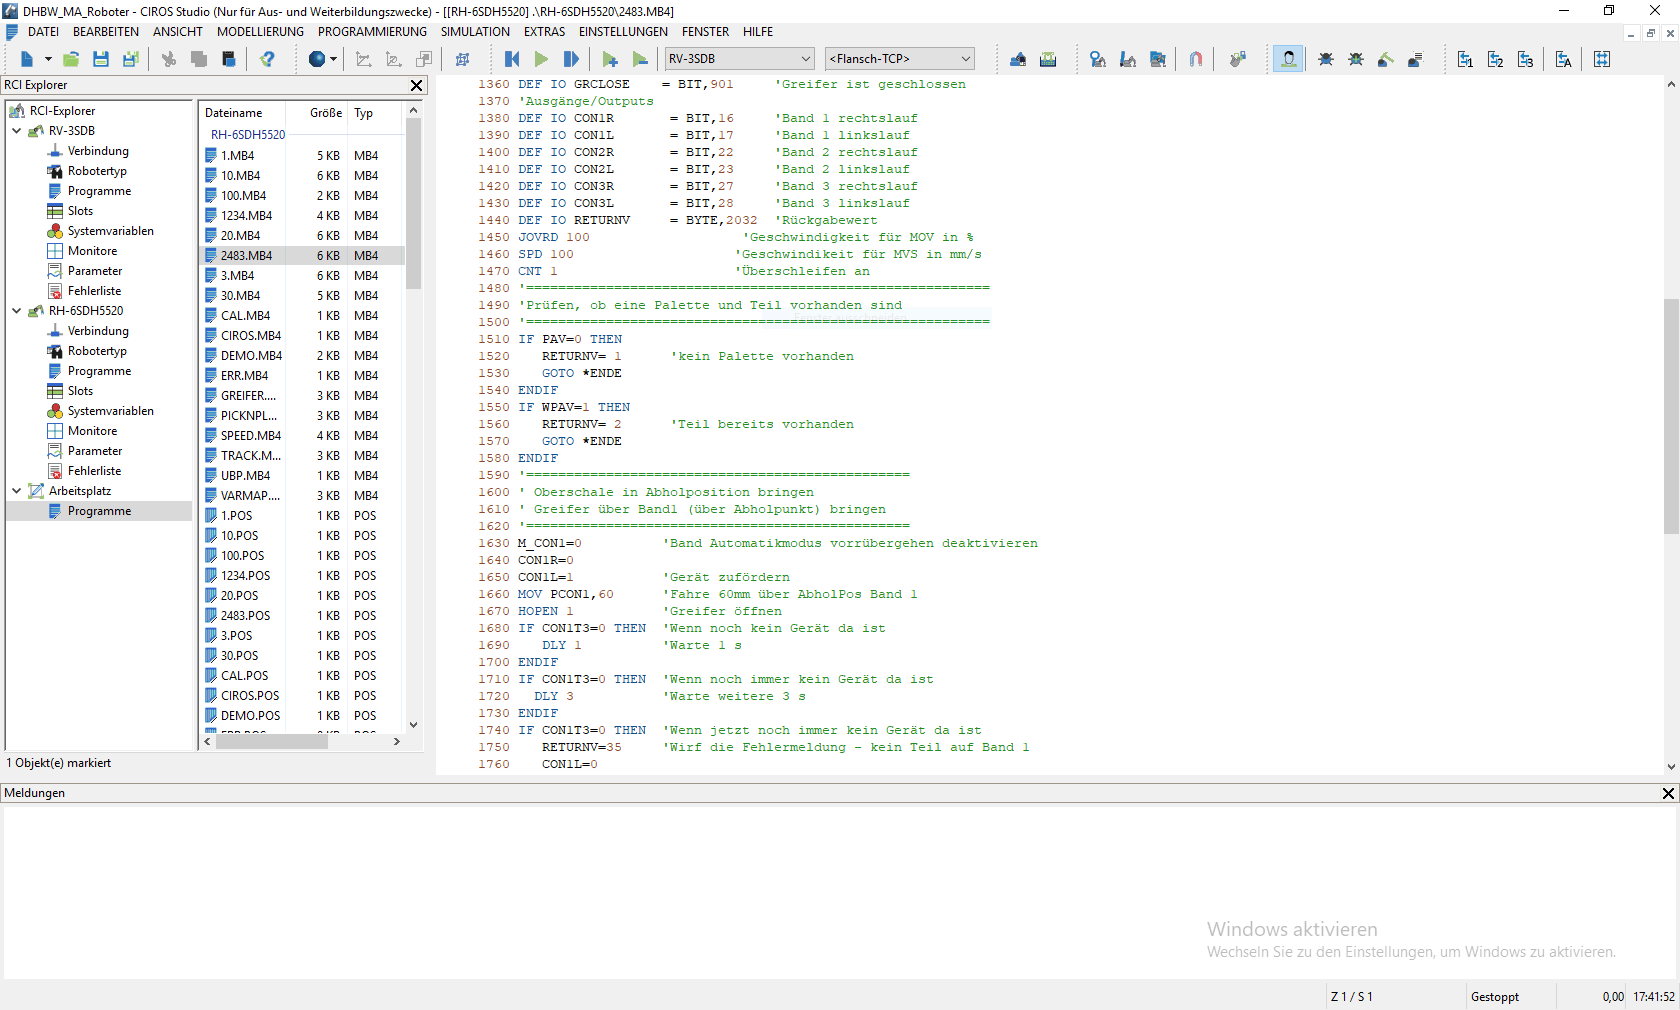 DHBW_MA_Roboter - CIROS Studio (Nur für Aus- und Weiterbildungszwecke) - [[RH-6SDH5520] .\RH-6SDH5520\2483.MB4]
DATEI BEARBEITEN ANSICHT MODELLIERUNG PROGRAMMIERUNG SIMULATION EXTRAS EINSTELLUNGEN FENSTER HILFE
RV-3SDB <Flansch-TCP>
RCI Explorer
RCI-Explorer
RV-3SDB
Verbindung
Robotertyp
Programme
Slots
Systemvariablen
Monitore
Parameter
Fehlerliste
RH-6SDH5520
Verbindung
Robotertyp
Programme
Slots
Systemvariablen
Monitore
Parameter
Fehlerliste
Arbeitsplatz
Programme
Dateiname Größe Typ
RH-6SDH5520
1.MB4 5 KB MB4
10.MB4 6 KB MB4
100.MB4 2 KB MB4
1234.MB4 4 KB MB4
20.MB4 6 KB MB4
2483.MB4 6 KB MB4
3.MB4 6 KB MB4
30.MB4 5 KB MB4
CAL.MB4 1 KB MB4
CIROS.MB4 1 KB MB4
DEMO.MB4 2 KB MB4
ERR.MB4 1 KB MB4
GREIFER.... 3 KB MB4
PICKNPL... 3 KB MB4
SPEED.MB4 4 KB MB4
TRACK.M... 3 KB MB4
UBP.MB4 1 KB MB4
VARMAP.... 3 KB MB4
1.POS 1 KB POS
10.POS 1 KB POS
100.POS 1 KB POS
1234.POS 1 KB POS
20.POS 1 KB POS
2483.POS 1 KB POS
3.POS 1 KB POS
30.POS 1 KB POS
CAL.POS 1 KB POS
CIROS.POS 1 KB POS
DEMO.POS 1 KB POS
1 Objekt(e) markiert
1360 DEF IO GRCLOSE = BIT,901 'Greifer ist geschlossen
1370 'Ausgänge/Outputs
1380 DEF IO CON1R = BIT,16 'Band 1 rechtslauf
1390 DEF IO CON1L = BIT,17 'Band 1 linkslauf
1400 DEF IO CON2R = BIT,22 'Band 2 rechtslauf
1410 DEF IO CON2L = BIT,23 'Band 2 linkslauf
1420 DEF IO CON3R = BIT,27 'Band 3 rechtslauf
1430 DEF IO CON3L = BIT,28 'Band 3 linkslauf
1440 DEF IO RETURNV = BYTE,2032 'Rückgabewert
1450 JOVRD 100 'Geschwindigkeit für MOV in %
1460 SPD 100 'Geschwindikeit für MVS in mm/s
1470 CNT 1 'Überschleifen an
1480 '==========================================================
1490 'Prüfen, ob eine Palette und Teil vorhanden sind
1500 '==========================================================
1510 IF PAV=0 THEN
1520 RETURNV= 1 'kein Palette vorhanden
1530 GOTO *ENDE
1540 ENDIF
1550 IF WPAV=1 THEN
1560 RETURNV= 2 'Teil bereits vorhanden
1570 GOTO *ENDE
1580 ENDIF
1590 '================================================
1600 ' Oberschale in Abholposition bringen
1610 ' Greifer über Band1 (über Abholpunkt) bringen
1620 '================================================
1630 M_CON1=0 'Band Automatikmodus vorrübergehen deaktivieren
1640 CON1R=0
1650 CON1L=1 'Gerät zufördern
1660 MOV PCON1,60 'Fahre 60mm über AbholPos Band 1
1670 HOPEN 1 'Greifer öffnen
1680 IF CON1T3=0 THEN 'Wenn noch kein Gerät da ist
1690 DLY 1 'Warte 1 s
1700 ENDIF
1710 IF CON1T3=0 THEN 'Wenn noch immer kein Gerät da ist
1720 DLY 3 'Warte weitere 3 s
1730 ENDIF
1740 IF CON1T3=0 THEN 'Wenn jetzt noch immer kein Gerät da ist
1750 RETURNV=35 'Wirf die Fehlermeldung - kein Teil auf Band 1
1760 CON1L=0
Meldungen
Windows aktivieren
Wechseln Sie zu den Einstellungen, um Windows zu aktivieren.
Z 1 / S 1 Gestoppt 0,00 17:41:52